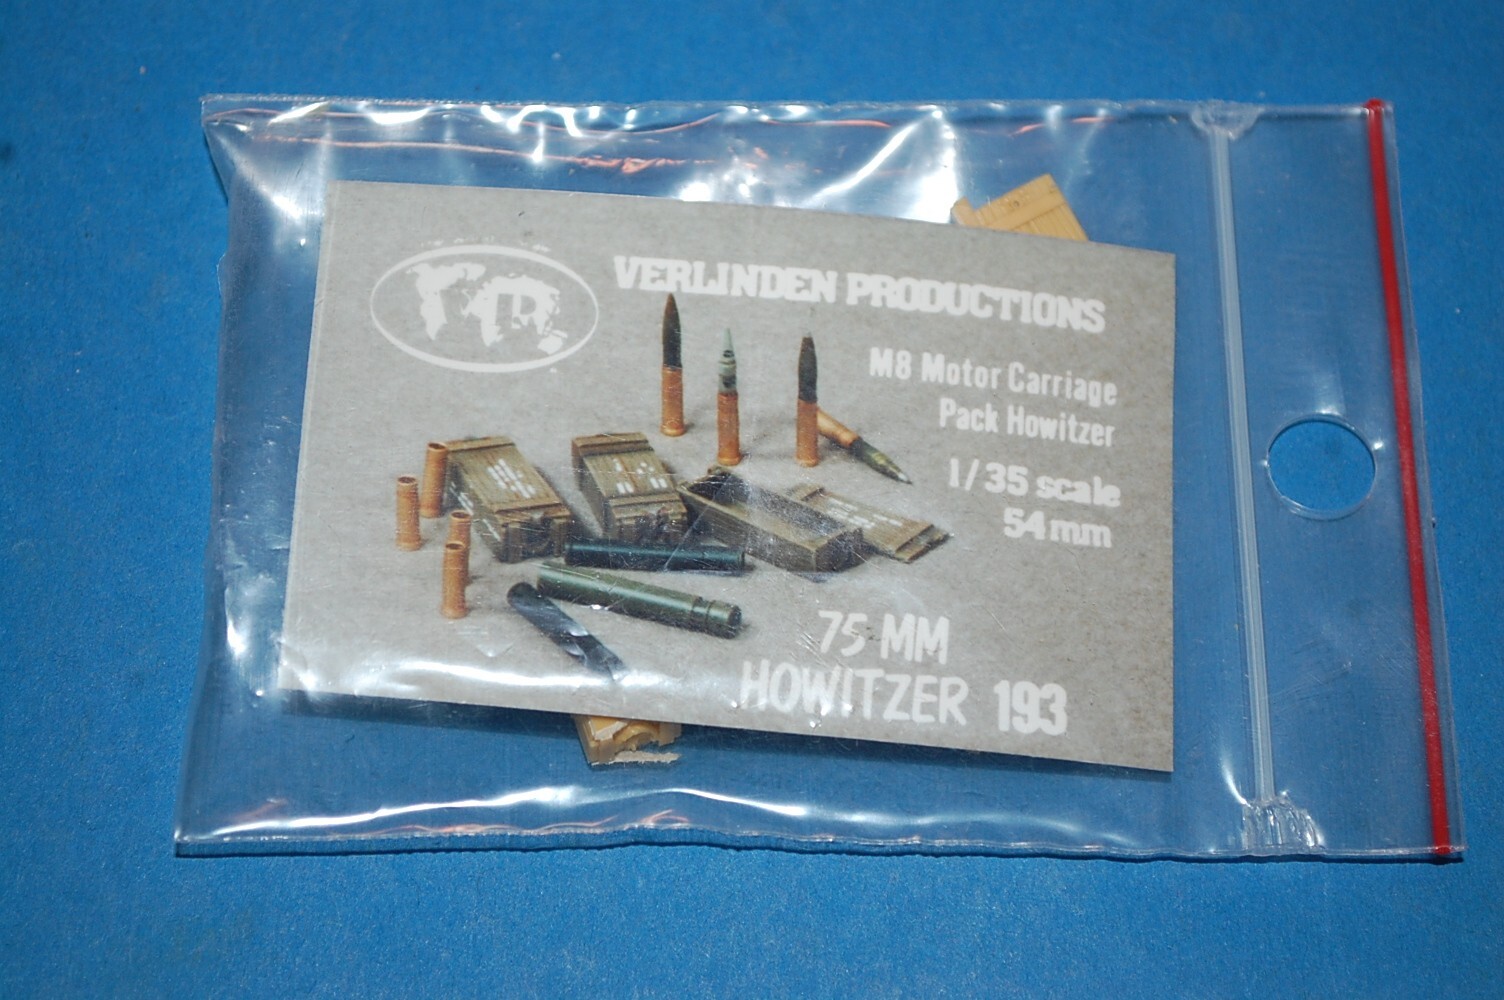 VERLINDEN PRODUCTIONS
M8 Motor Carriage
Pack Howitzer
1/35 scale
54mm
75 MM
HOWITZER 193